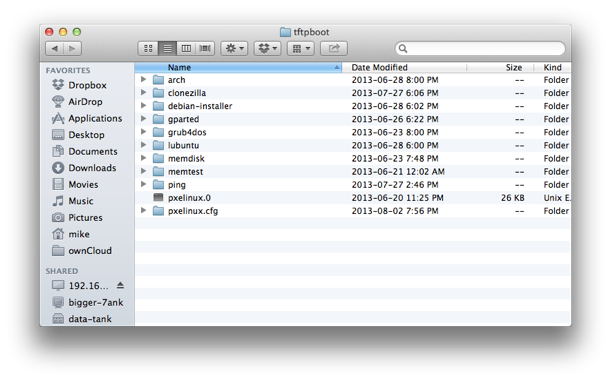 tftpboot
Name Date Modified Size Kind
FAVORITES
Dropbox
AirDrop
Applications
Desktop
Documents
Downloads
Movies
Music
Pictures
mike
ownCloud
SHARED
192.16...
bigger-7ank
data-tank
arch 2013-06-28 8:00 PM -- Folder
clonezilla 2013-07-27 6:06 PM -- Folder
debian-installer 2013-06-28 6:02 PM -- Folder
gparted 2013-06-26 6:22 PM -- Folder
grub4dos 2013-06-23 8:00 PM -- Folder
lubuntu 2013-06-28 6:00 PM -- Folder
memdisk 2013-06-23 7:48 PM -- Folder
memtest 2013-06-21 12:02 AM -- Folder
ping 2013-07-27 2:46 PM -- Folder
pxelinux.0 2013-06-20 11:25 PM 26 KB Unix E.
pxelinux.cfg 2013-08-02 7:56 PM -- Folder